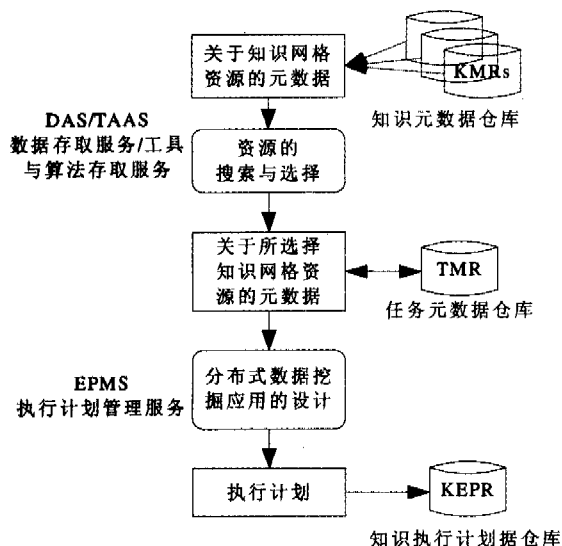 关于知识网格
资源的元数据
KMRs
知识元数据仓库
DAS/TAAS
数据存取服务/工具
与算法存取服务
资源的
搜索与选择
关于所选择
知识网格资
源的元数据
TMR
任务元数据仓库
EPMS
执行计划管理服务
分布式数据挖
掘应用的设计
执行计划
KEPR
知识执行计划据仓库